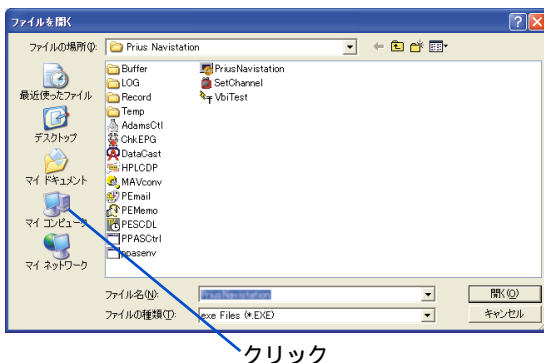 ファイルを開く
ファイルの場所(I):
Prius Navistation
最近使ったファイル
デスクトップ
マイ ドキュメント
マイ コンピュータ
マイ ネットワーク
Buffer
LOG
Record
Temp
AdamsCtl
ChkEPG
DataCast
HPLCDP
MAVconv
PEmail
PEMemo
PESCDL
PPASCtrl
ppasenv
PriusNavistation
SetChannel
VbiTest
ファイル名(N):
PriusNavistation
開く(O)
ファイルの種類(T):
exe Files (*.EXE)
キャンセル
クリック